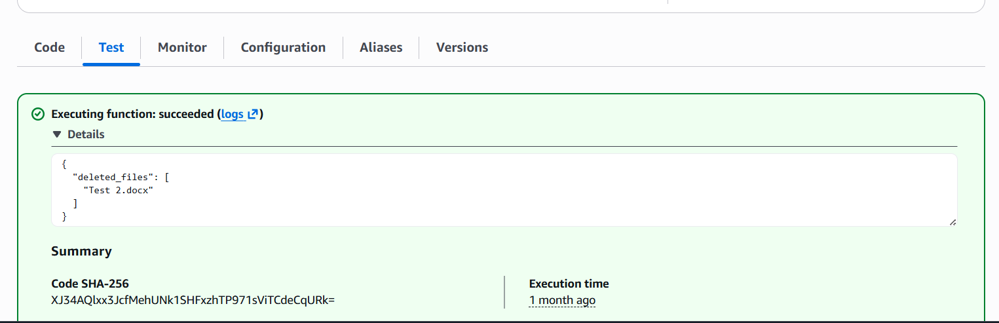 Code Test Monitor Configuration Aliases Versions
Executing function: succeeded (logs)
Details
{
  "deleted_files": [
    "Test 2.docx"
  ]
}
Summary
Code SHA-256
XJ34AQlxx3JcfMehUNk1SHFxzhTP971sViTCdeCqURk=
Execution time
1 month ago